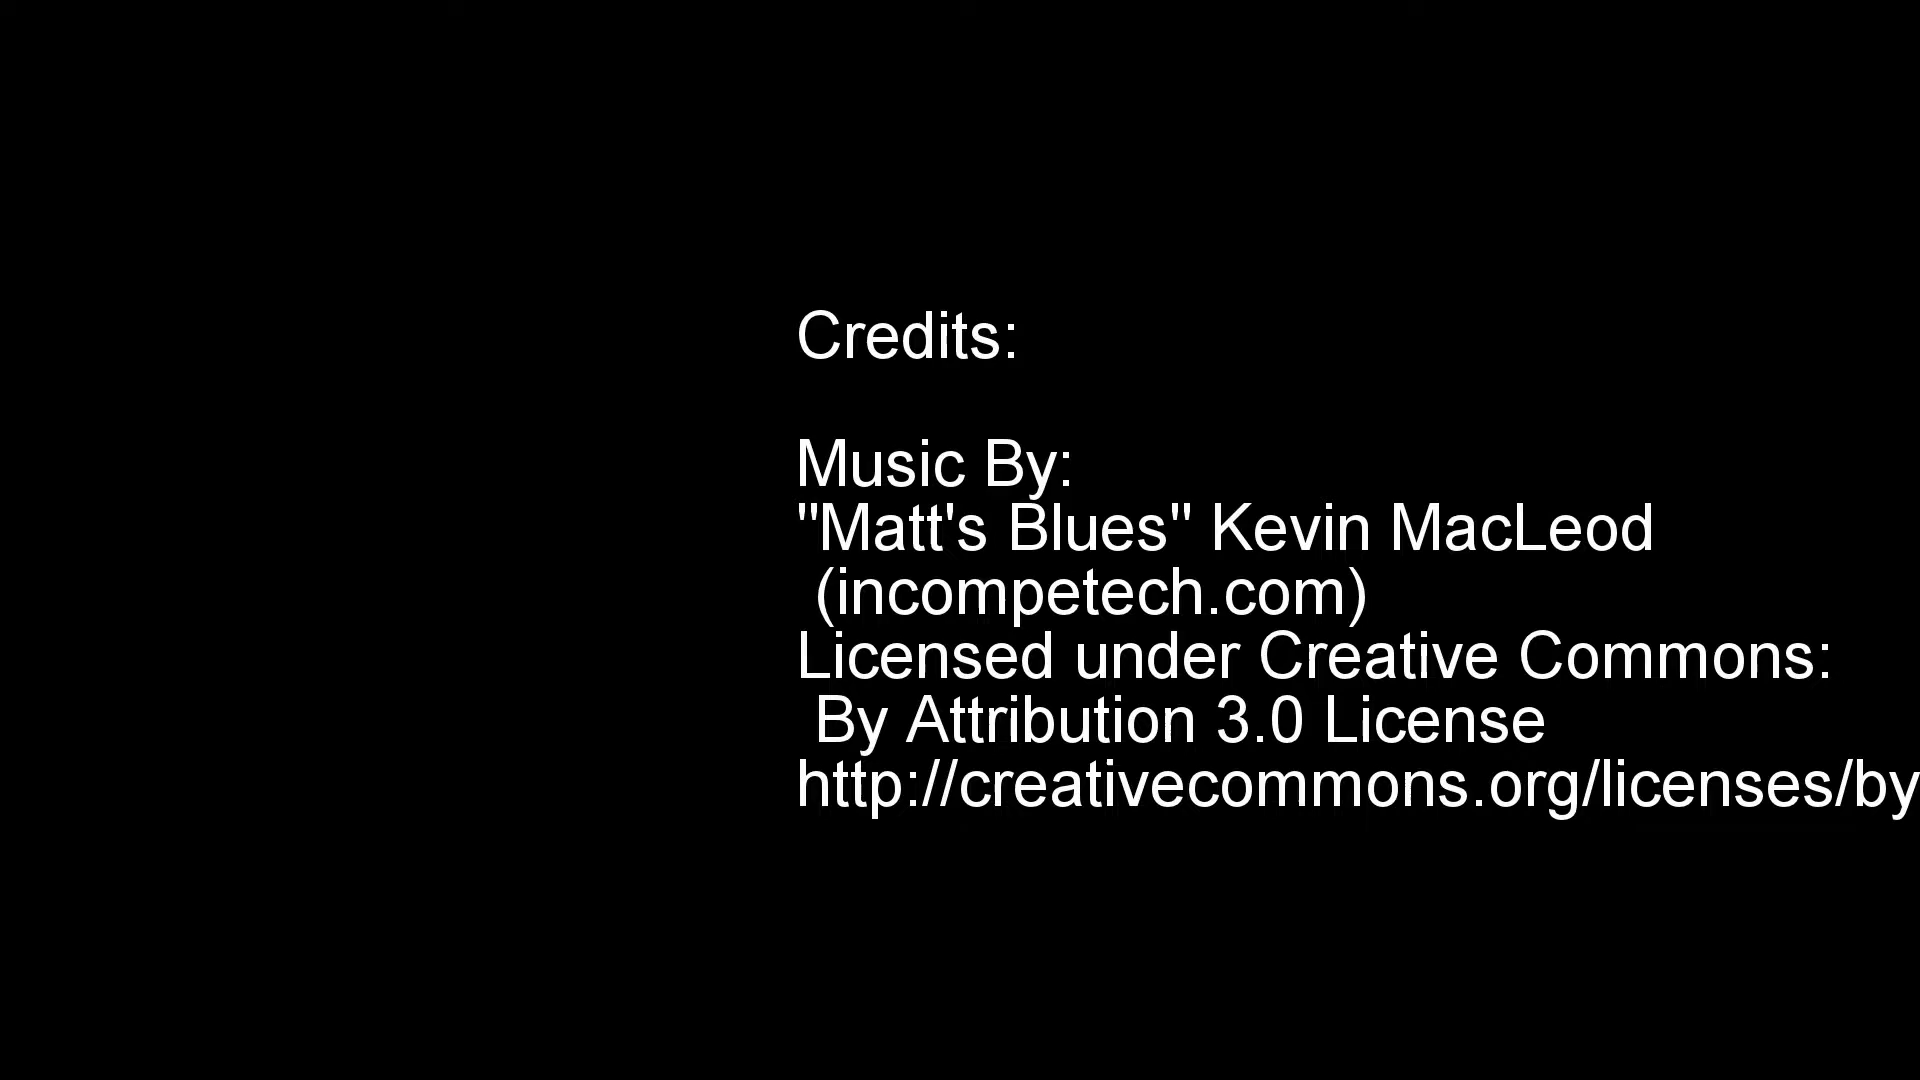 Credits:
Music By:
"Matt's Blues" Kevin MacLeod
(incompetech.com)
Licensed under Creative Commons:
By Attribution 3.0 License
http://creativecommons.org/licenses/by